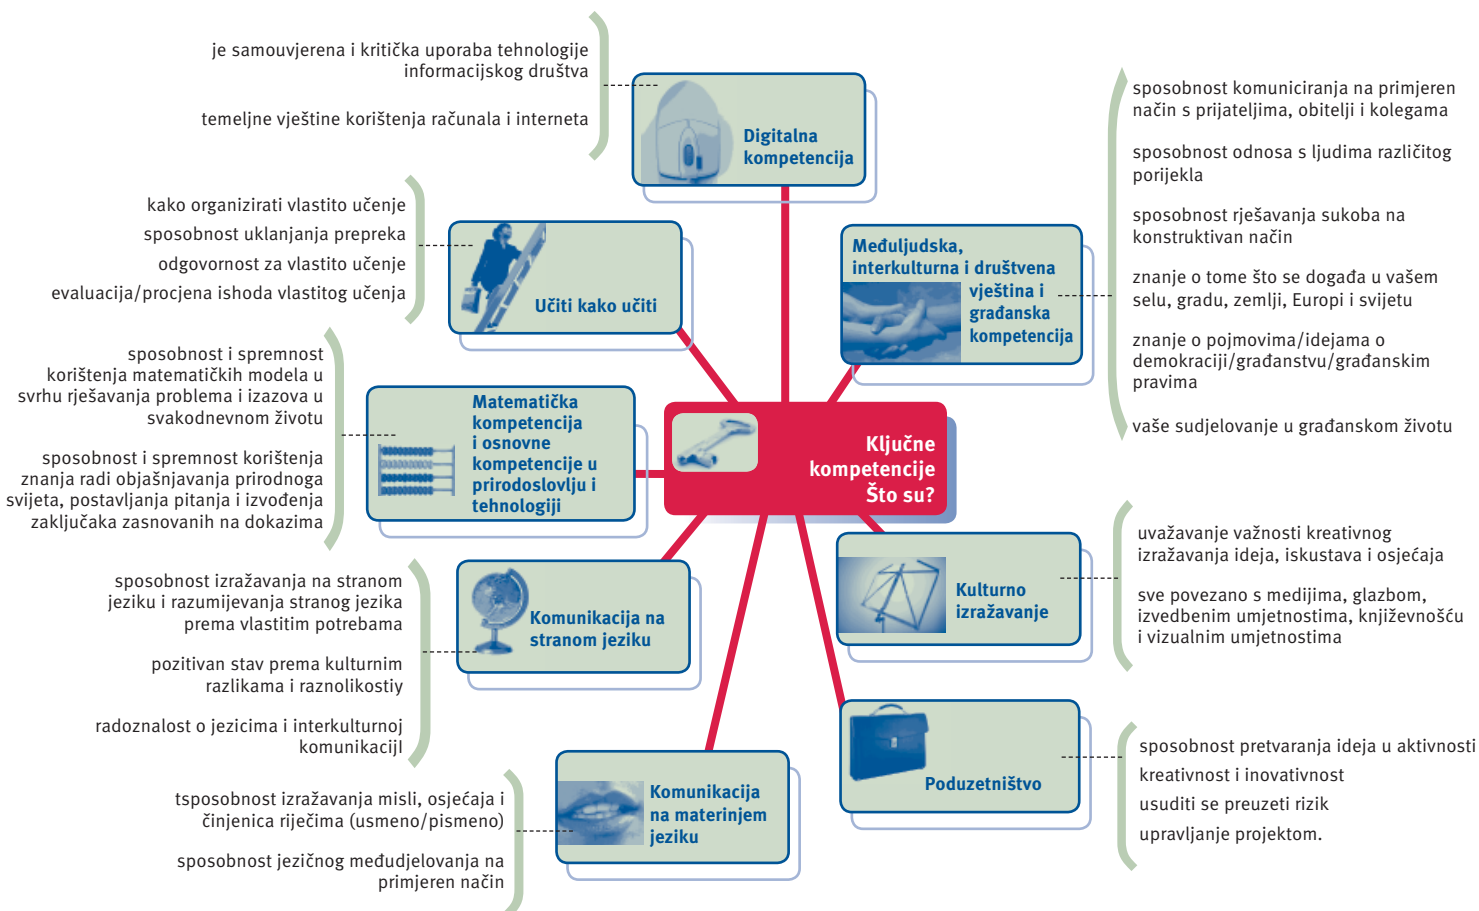 je samouvjerena i kritička uporaba tehnologije
informacijskog društva
temeljne vještine korištenja računala i interneta
Digitalna
kompetencija
kako organizirati vlastito učenje
sposobnost uklanjanja prepreka
odgovornost za vlastito učenje
evaluacija/procjena ishoda vlastitog učenja
Učiti kako učiti
sposobnost i spremnost
korištenja matematičkih modela u
svrhu rješavanja problema i izazova u
svakodnevnom životu
sposobnost i spremnost korištenja
znanja radi objašnjavanja prirodnoga
svijeta, postavljanja pitanja i izvođenja
zaključaka zasnovanih na dokazima
Matematička
kompetencija
i osnovne
kompetencije u
prirodoslovlju i
tehnologiji
sposobnost izražavanja na stranom
jeziku i razumijevanja stranog jezika
prema vlastitim potrebama
pozitivan stav prema kulturnim
razlikama i raznolikostiy
radoznalost o jezicima i interkulturnoj
komunikacijI
Komunikacija na
stranom jeziku
tsposobnost izražavanja misli, osjećaja i
činjenica riječima (usmeno/pismeno)
sposobnost jezičnog međudjelovanja na
primjeren način
Komunikacija
na materinjem
jeziku
Ključne
kompetencije
Što su?
Međuljudska,
interkulturna i društvena
vještina i
građanska
kompetencija
sposobnost komuniciranja na primjeren
način s prijateljima, obitelji i kolegama
sposobnost odnosa s ljudima različitog
porijekla
sposobnost rješavanja sukoba na
konstruktivan način
znanje o tome što se događa u vašem
selu, gradu, zemlji, Europi i svijetu
znanje o pojmovima/idejama o
demokraciji/građanstvu/građanskim
pravima
vaše sudjelovanje u građanskom životu
Kulturno
izražavanje
uvažavanje važnosti kreativnog
izražavanja ideja, iskustava i osjećaja
sve povezano s medijima, glazbom,
izvedbenim umjetnostima, književnošću
i vizualnim umjetnostima
Poduzetništvo
sposobnost pretvaranja ideja u aktivnosti
kreativnost i inovativnost
usuditi se preuzeti rizik
upravljanje projektom.